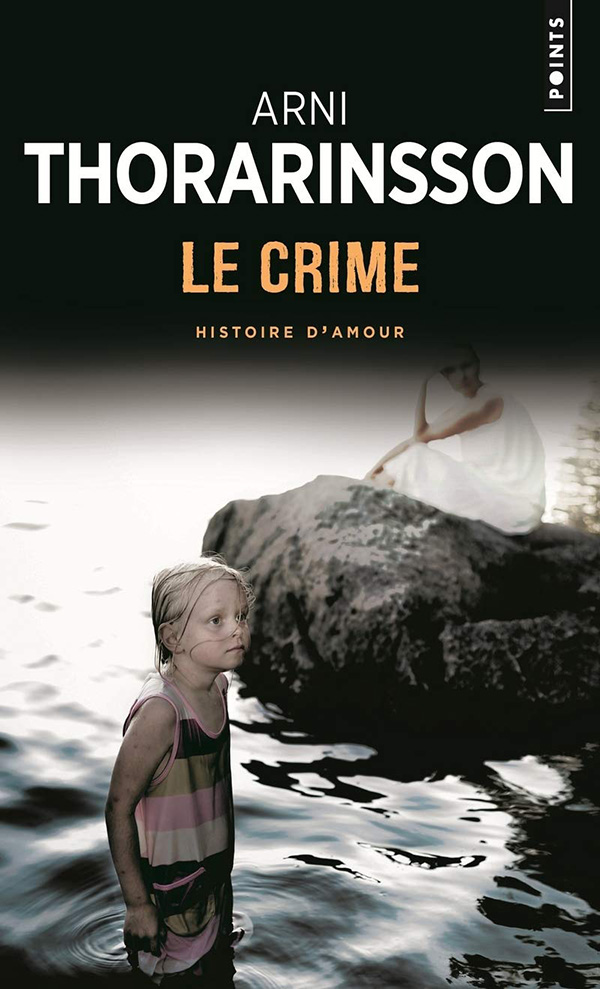 POINTS
ARNI
THORARINSSON
LE CRIME
HISTOIRE D'AMOUR